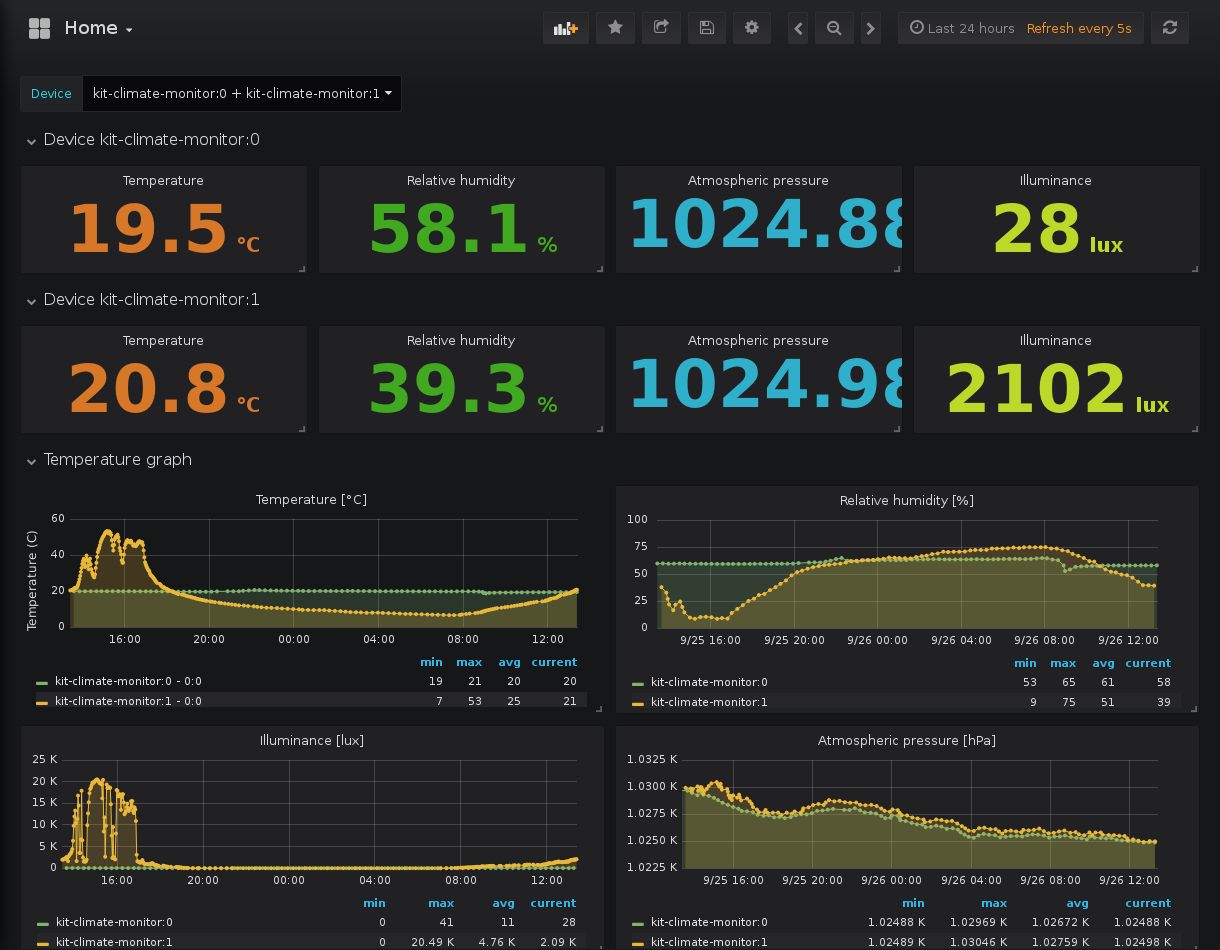 Home
Last 24 hours Refresh every 5s
Device kit-climate-monitor:0 + kit-climate-monitor:1
Device kit-climate-monitor:0
Temperature Relative humidity Atmospheric pressure Illuminance
19.5 °C 58.1 % 1024.88 28 lux
Device kit-climate-monitor:1
Temperature Relative humidity Atmospheric pressure Illuminance
20.8 °C 39.3 % 1024.98 2102 lux
Temperature graph
Temperature [°C]
Temperature (C)
60
40
20
0
16:00 20:00 00:00 04:00 08:00 12:00
min max avg current
kit-climate-monitor:0 - 0:0 19 21 20 20
kit-climate-monitor:1 - 0:0 7 53 25 21
Relative humidity [%]
100
75
50
25
0
9/25 16:00 9/25 20:00 9/26 00:00 9/26 04:00 9/26 08:00 9/26 12:00
min max avg current
kit-climate-monitor:0 53 65 61 58
kit-climate-monitor:1 9 75 51 39
Illuminance [lux]
25 K
20 K
15 K
10 K
5 K
0
16:00 20:00 00:00 04:00 08:00 12:00
min max avg current
kit-climate-monitor:0 0 41 11 28
kit-climate-monitor:1 0 20.49 K 4.76 K 2.09 K
Atmospheric pressure [hPa]
1.0325 K
1.0300 K
1.0275 K
1.0250 K
1.0225 K
9/25 16:00 9/25 20:00 9/26 00:00 9/26 04:00 9/26 08:00 9/26 12:00
min max avg current
kit-climate-monitor:0 1.02488 K 1.02969 K 1.02672 K 1.02488 K
kit-climate-monitor:1 1.02489 K 1.03046 K 1.02759 K 1.02498 K